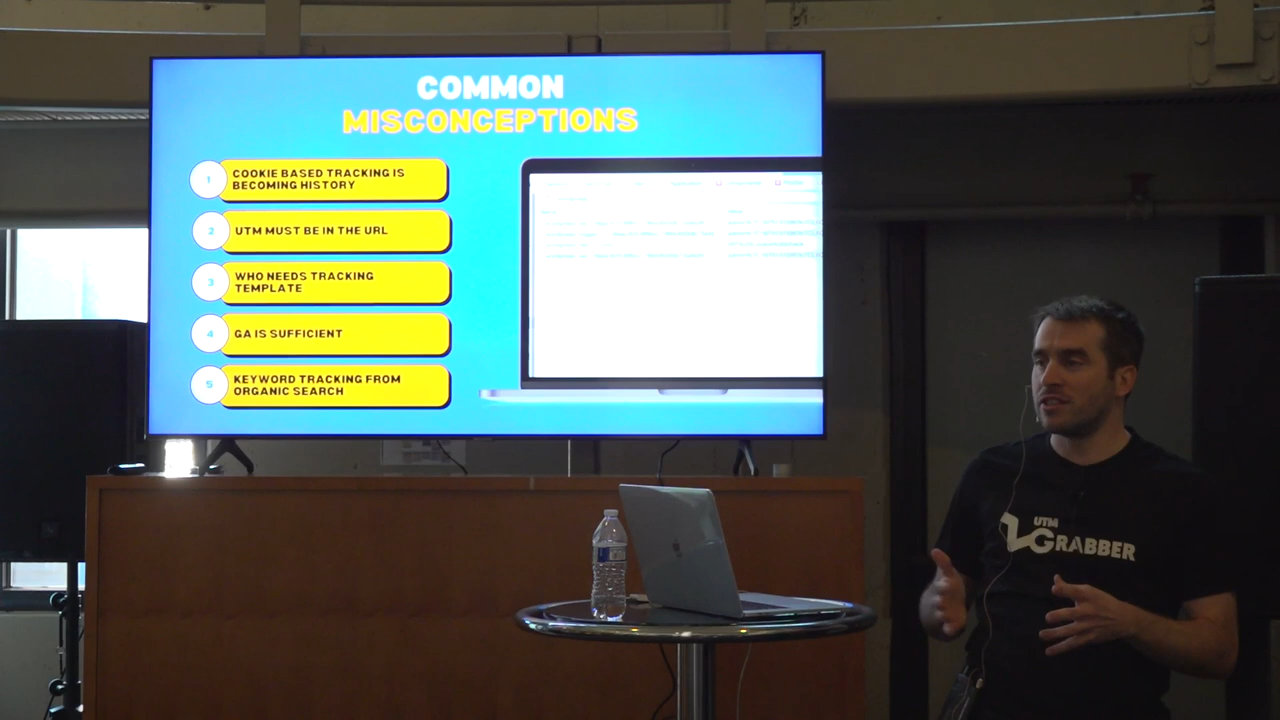 COMMON
MISCONCEPTIONS
1
COOKIE BASED TRACKING IS
BECOMING HISTORY
2
UTM MUST BE IN THE URL
3
WHO NEEDS TRACKING
TEMPLATE
4
GA IS SUFFICIENT
5
KEYWORD TRACKING FROM
ORGANIC SEARCH
UTM
GRABBER